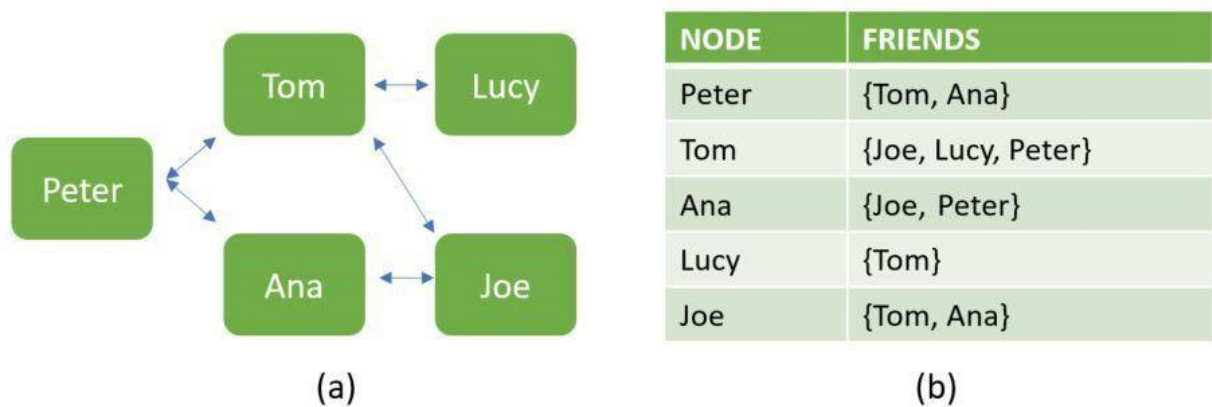 Tom
Lucy
Peter
Ana
Joe
(a)
NODE FRIENDS
Peter {Tom, Ana}
Tom {Joe, Lucy, Peter}
Ana {Joe, Peter}
Lucy {Tom}
Joe {Tom, Ana}
(b)